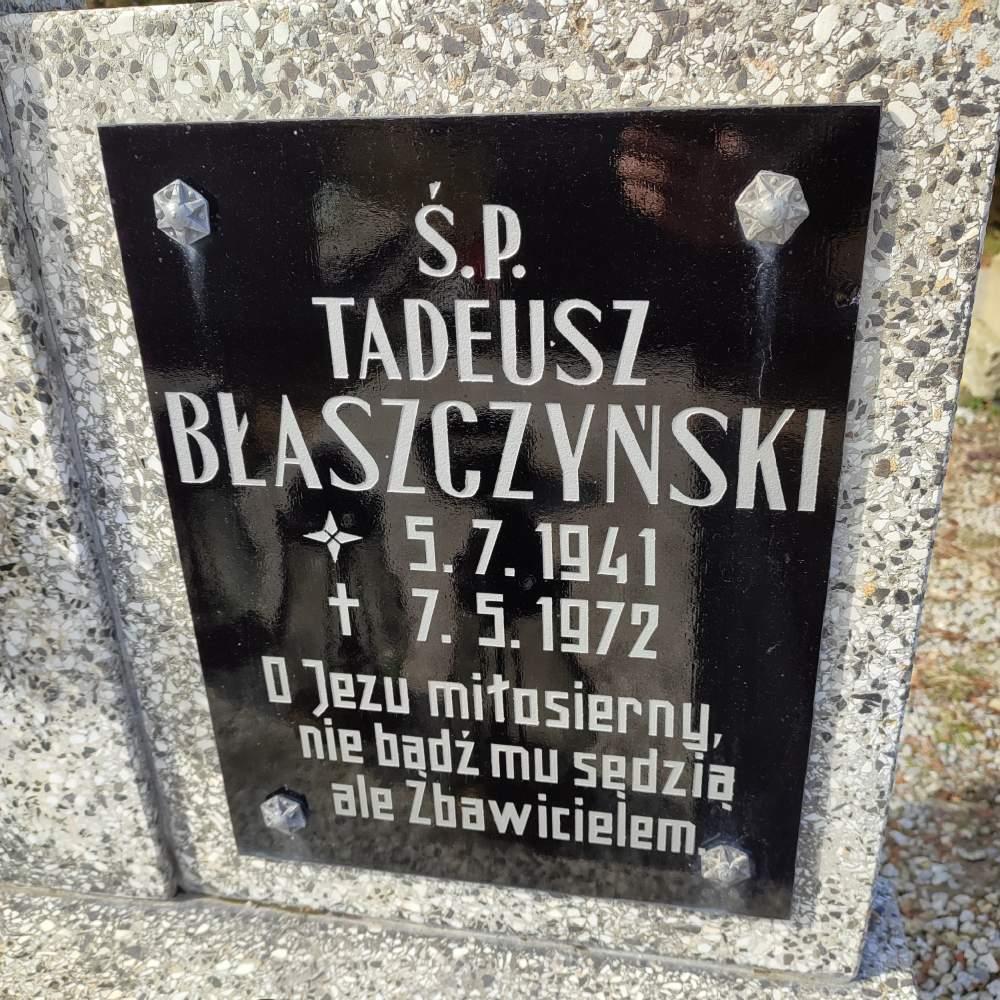 Ś.P.
TADEUSZ
BŁASZCZYŃSKI
5.7.1941
7.5.1972
O Jezu miłosierny,
nie bądź mu sędzią
ale Zbawicielem.